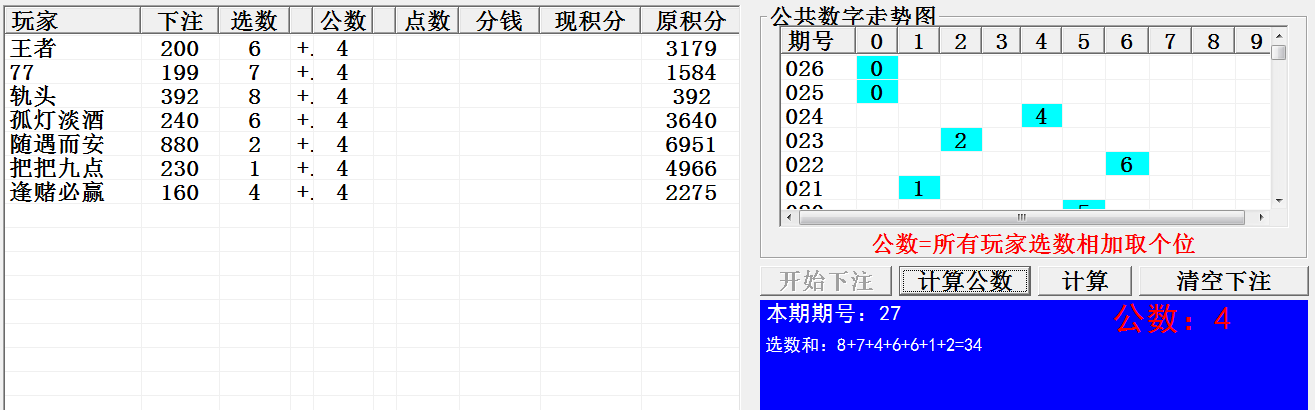 玩家 下注 选数 公数 点数 分钱 现积分 原积分
王者 200 6 +. 4 3179
77 199 7 +. 4 1584
轨头 392 8 +. 4 392
孤灯淡酒 240 6 +. 4 3640
随遇而安 880 2 +. 4 6951
把把九点 230 1 +. 4 4966
逢赌必赢 160 4 +. 4 2275
公共数字走势图
期号 0 1 2 3 4 5 6 7 8 9
026 0
025 0
024 4
023 2
022 6
021 1
020 5
公数=所有玩家选数相加取个位
开始下注 计算公数 计算 清空下注
本期期号：27 公数：4
选数和：8+7+4+6+6+1+2=34